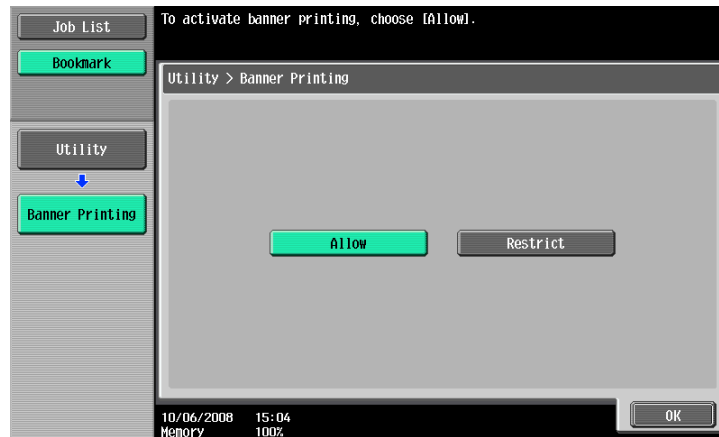 Job List
Bookmark
Utility
Banner Printing
To activate banner printing, choose [Allow].
Utility > Banner Printing
Allow Restrict
10/06/2008 15:04
Memory 100%
OK